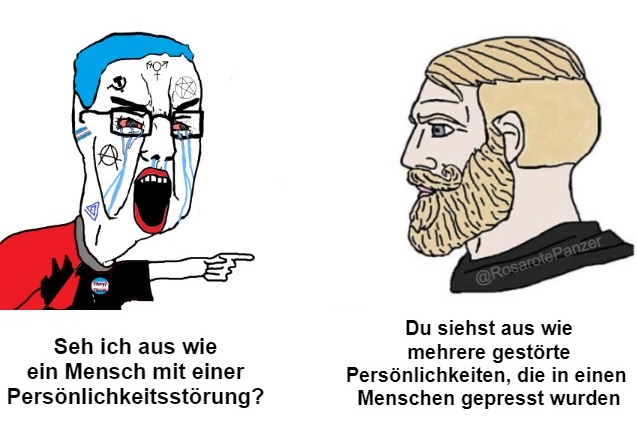 Seh ich aus wie
ein Mensch mit einer
Persönlichkeitsstörung?
@RosarotePanzer
Du siehst aus wie
mehrere gestörte
Persönlichkeiten, die in einen
Menschen gepresst wurden